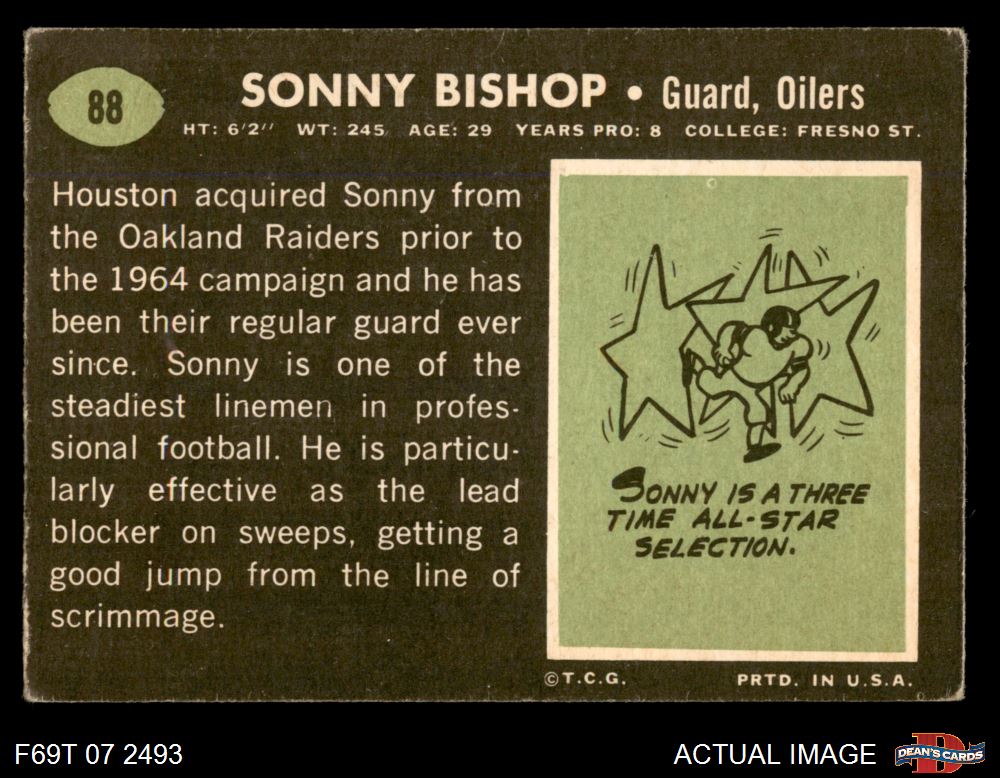 88
SONNY BISHOP • Guard, Oilers
HT: 6'2" WT: 245 AGE: 29 YEARS PRO: 8 COLLEGE: FRESNO ST.
Houston acquired Sonny from
the Oakland Raiders prior to
the 1964 campaign and he has
been their regular guard ever
since. Sonny is one of the
steadiest linemen in profes-
sional football. He is particu-
larly effective as the lead
blocker on sweeps, getting a
good jump from the line of
scrimmage.
SONNY IS A THREE
TIME ALL-STAR
SELECTION.
©T.C.G. PRTD. IN U.S.A.
F69T 07 2493
ACTUAL IMAGE
DEAN'S CARDS